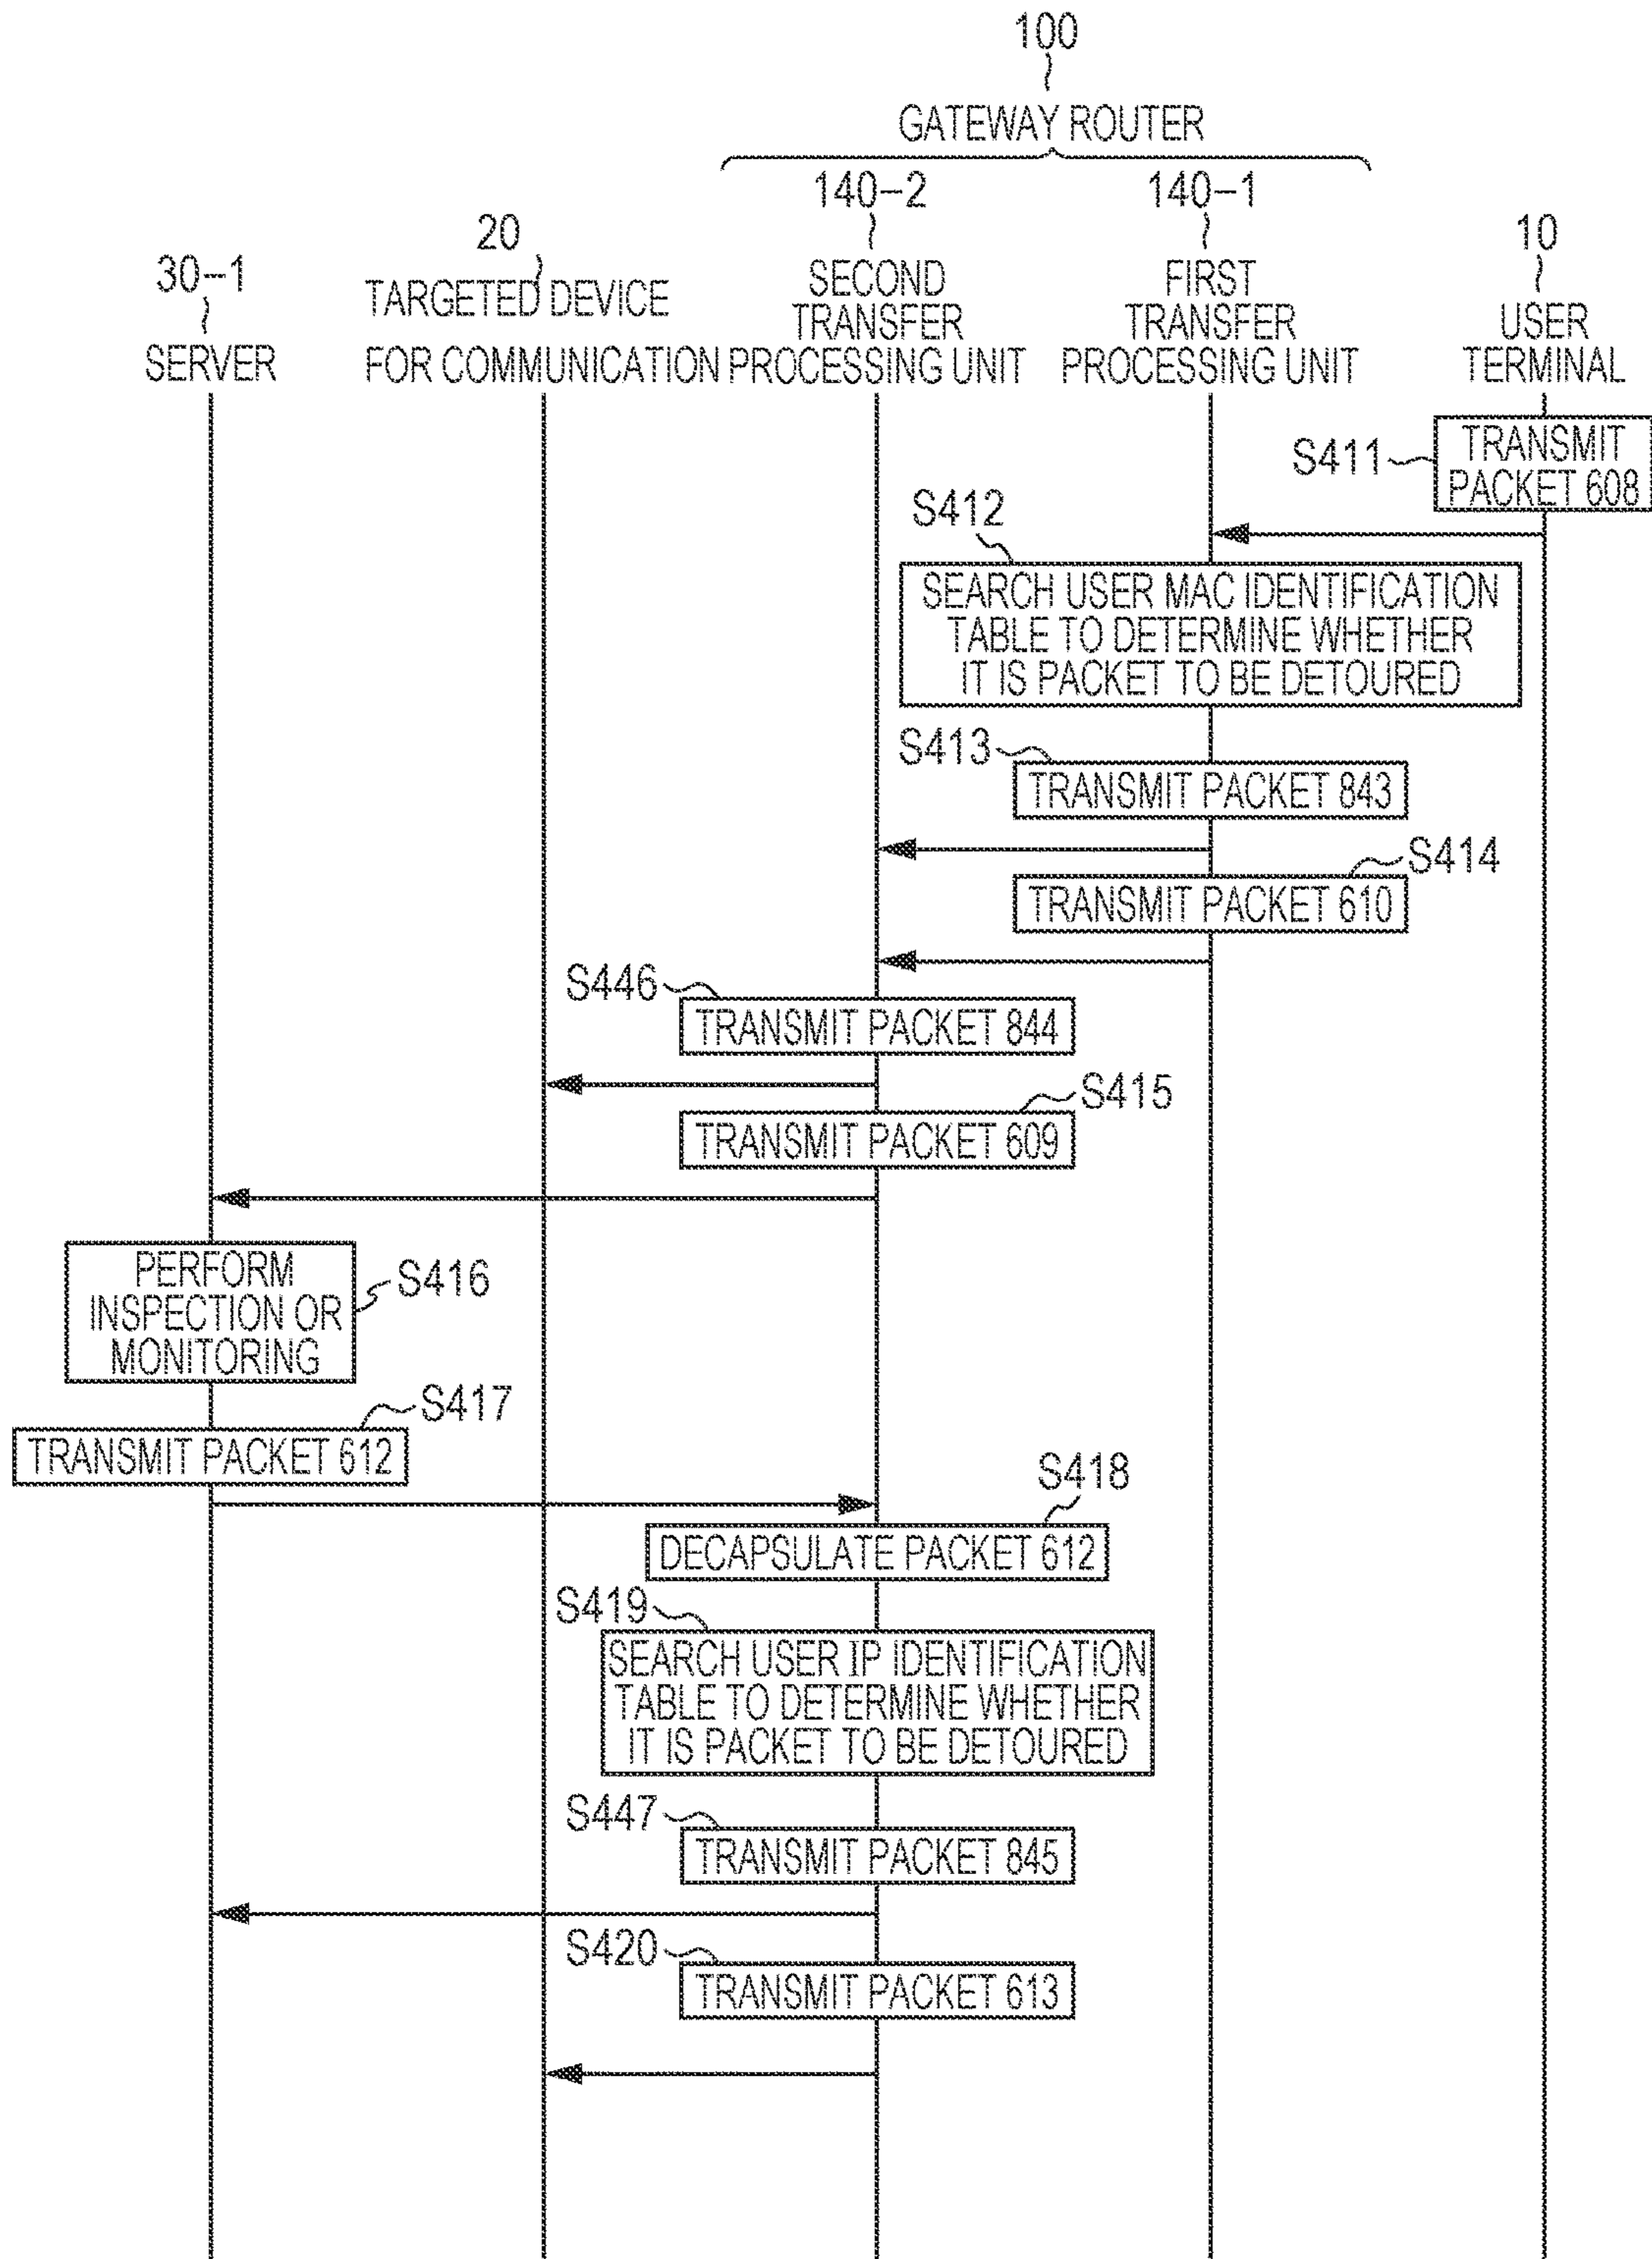 100
GATEWAY ROUTER
140-2
140-1
20
10
30-1
SECOND
TRANSFER
PROCESSING UNIT
FIRST
TRANSFER
PROCESSING UNIT
TARGETED DEVICE
FOR COMMUNICATION
USER
TERMINAL
SERVER
S411
TRANSMIT
PACKET 608
S412
SEARCH USER MAC IDENTIFICATION
TABLE TO DETERMINE WHETHER
IT IS PACKET TO BE DETOURED
S413
TRANSMIT PACKET 843
S414
TRANSMIT PACKET 610
S446
TRANSMIT PACKET 844
S415
TRANSMIT PACKET 609
PERFORM
INSPECTION OR
MONITORING
S416
S417
TRANSMIT PACKET 612
S418
DECAPSULATE PACKET 612
S419
SEARCH USER IP IDENTIFICATION
TABLE TO DETERMINE WHETHER
IT IS PACKET TO BE DETOURED
S447
TRANSMIT PACKET 845
S420
TRANSMIT PACKET 613